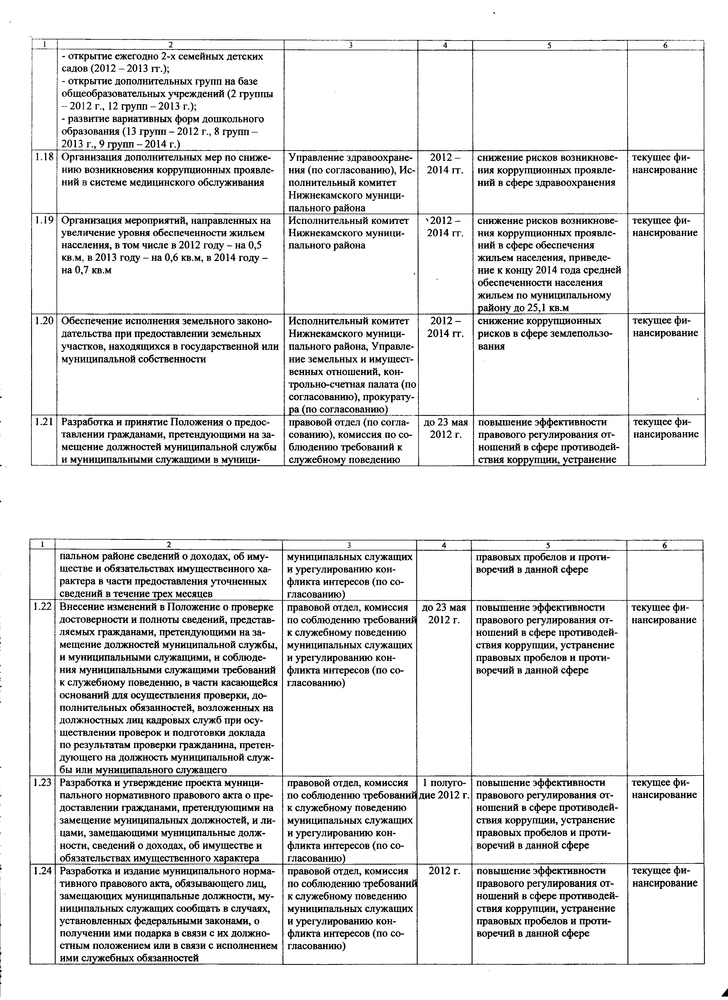 1 2 3 4 5 6
- открытие ежегодно 2-х семейных детских
садов (2012 – 2013 гг.);
- открытие дополнительных групп на базе
общеобразовательных учреждений (2 группы
– 2012 г., 12 групп – 2013 г.);
- развитие вариативных форм дошкольного
образования (13 групп – 2012 г., 8 групп –
2013 г., 9 групп – 2014 г.)
1.18 Организация дополнительных мер по сниже-
нию возникновения коррупционных проявле-
ний в системе медицинского обслуживания
Управление здравоохране-
ния (по согласованию), Ис-
полнительный комитет
Нижнекамского муници-
пального района
2012 –
2014 гг.
снижение рисков возникнове-
ния коррупционных проявле-
ний в сфере здравоохранения
текущее фи-
нансирование
1.19 Организация мероприятий, направленных на
увеличение уровня обеспеченности жильем
населения, в том числе в 2012 году – на 0,5
кв.м, в 2013 году – на 0,6 кв.м, в 2014 году –
на 0,7 кв.м
Исполнительный комитет
Нижнекамского муници-
пального района
2012 –
2014 гг.
снижение рисков возникнове-
ния коррупционных проявле-
ний в сфере обеспечения
жильем населения, приведе-
ние к концу 2014 года средней
обеспеченности населения
жильем по муниципальному
району до 25,1 кв.м
текущее фи-
нансирование
1.20 Обеспечение исполнения земельного законо-
дательства при предоставлении земельных
участков, находящихся в государственной или
муниципальной собственности
Исполнительный комитет
Нижнекамского муници-
пального района, Управле-
ние земельных и имущест-
венных отношений, кон-
трольно-счетная палата (по
согласованию), прокурату-
ра (по согласованию)
2012 –
2014 гг.
снижение коррупционных
рисков в сфере землепользо-
вания
текущее фи-
нансирование
1.21 Разработка и принятие Положения о предос-
тавлении гражданами, претендующими на за-
мещение должностей муниципальной службы
и муниципальными служащими в муници-
правовой отдел (по согла-
сованию), комиссия по со-
блюдению требований к
служебному поведению
до 23 мая
2012 г.
повышение эффективности
правового регулирования от-
ношений в сфере противодей-
ствия коррупции, устранение
текущее фи-
нансирование
1 2 3 4 5 6
пальном районе сведений о доходах, об иму-
ществе и обязательствах имущественного ха-
рактера в части предоставления уточненных
сведений в течение трех месяцев
муниципальных служащих
и урегулированию кон-
фликта интересов (по со-
гласованию)
правовых пробелов и проти-
воречий в данной сфере
1.22 Внесение изменений в Положение о проверке
достоверности и полноты сведений, представ-
ляемых гражданами, претендующими на за-
мещение должностей муниципальной службы,
и муниципальными служащими, и соблюде-
ния муниципальными служащими требований
к служебному поведению, в части касающейся
оснований для осуществления проверки, до-
полнительных обязанностей, возложенных на
должностных лиц кадровых служб при осу-
ществлении проверок и подготовки доклада
по результатам проверки гражданина, претен-
дующего на должность муниципальной служ-
бы или муниципального служащего
правовой отдел, комиссия
по соблюдению требований
к служебному поведению
муниципальных служащих
и урегулированию кон-
фликта интересов (по со-
гласованию)
до 23 мая
2012 г.
повышение эффективности
правового регулирования от-
ношений в сфере противодей-
ствия коррупции, устранение
правовых пробелов и проти-
воречий в данной сфере
текущее фи-
нансирование
1.23 Разработка и утверждение проекта муници-
пального нормативного правового акта о пре-
доставлении гражданами, претендующими на
замещение муниципальных должностей, и ли-
цами, замещающими муниципальные долж-
ности, сведений о доходах, об имуществе и
обязательствах имущественного характера
правовой отдел, комиссия
по соблюдению требований
к служебному поведению
муниципальных служащих
и урегулированию кон-
фликта интересов (по со-
гласованию)
1 полуго-
дие 2012 г.
повышение эффективности
правового регулирования от-
ношений в сфере противодей-
ствия коррупции, устранение
правовых пробелов и проти-
воречий в данной сфере
текущее фи-
нансирование
1.24 Разработка и издание муниципального норма-
тивного правового акта, обязывающего лиц,
замещающих муниципальные должности, му-
ниципальных служащих сообщать в случаях,
установленных федеральными законами, о
получении ими подарка в связи с их должно-
стным положением или в связи с исполнением
ими служебных обязанностей
правовой отдел, комиссия
по соблюдению требований
к служебному поведению
муниципальных служащих
и урегулированию кон-
фликта интересов (по со-
гласованию)
2012 г.
повышение эффективности
правового регулирования от-
ношений в сфере противодей-
ствия коррупции, устранение
правовых пробелов и проти-
воречий в данной сфере
текущее фи-
нансирование